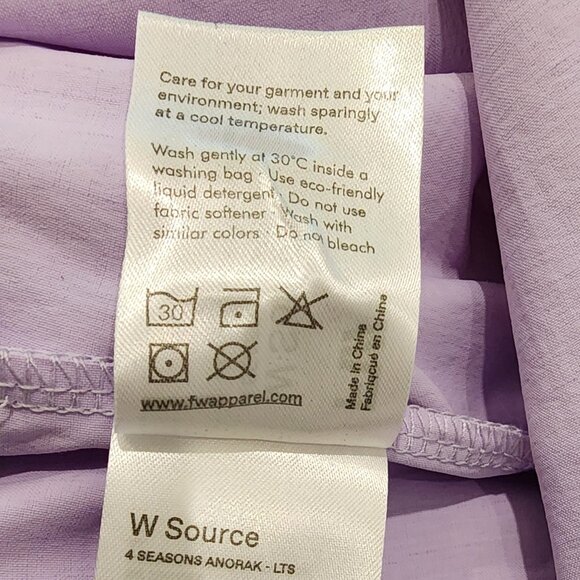 Care for your garment and your
environment; wash sparingly
at a cool temperature.
Wash gently at 30°C inside a
washing bag · Use eco-friendly
liquid detergent · Do not use
fabric softener · Wash with
similar colors · Do not bleach
30
www.fwapparel.com
Made in China
Fabriqcué en China
W Source
4 SEASONS ANORAK - LTS